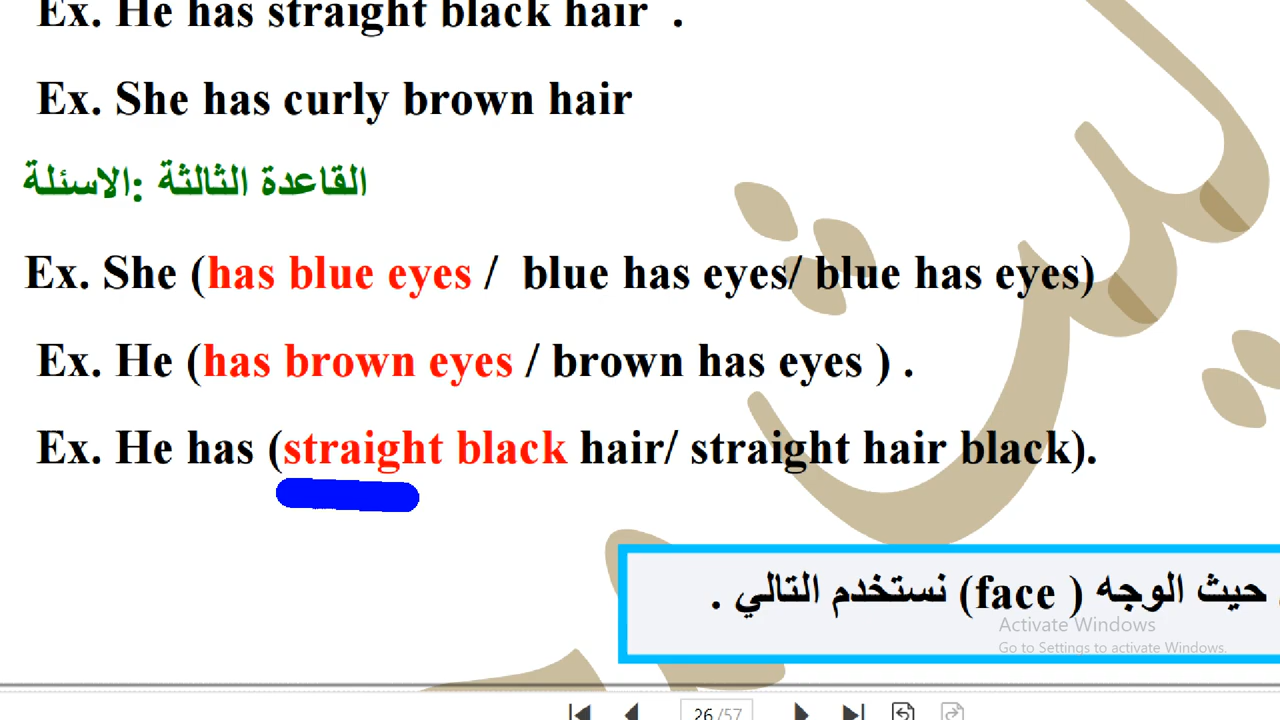 Ex. He has straight black hair .
Ex. She has curly brown hair
القاعدة الثالثة :الاسئلة
Ex. She (has blue eyes / blue has eyes/ blue has eyes)
Ex. He (has brown eyes / brown has eyes ) .
Ex. He has (straight black hair/ straight hair black).
حيث الوجه ( face) نستخدم التالي .
Activate Windows
Go to Settings to activate Windows.
26 /57